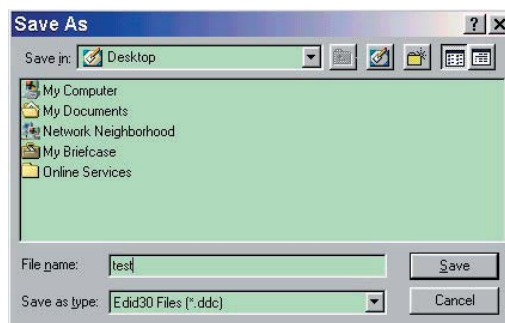 Save As
Save in: Desktop
My Computer
My Documents
Network Neighborhood
My Briefcase
Online Services
File name: test Save
Save as type: Edid30 Files (*.ddc) Cancel